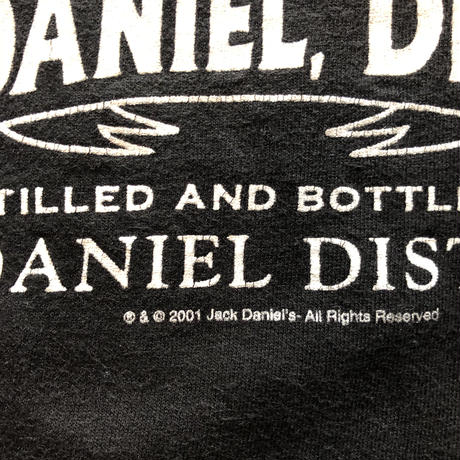 DANIEL, D
TILLED AND BOTTL
DANIEL DIST
® & © 2001 Jack Daniel's- All Rights Reserved